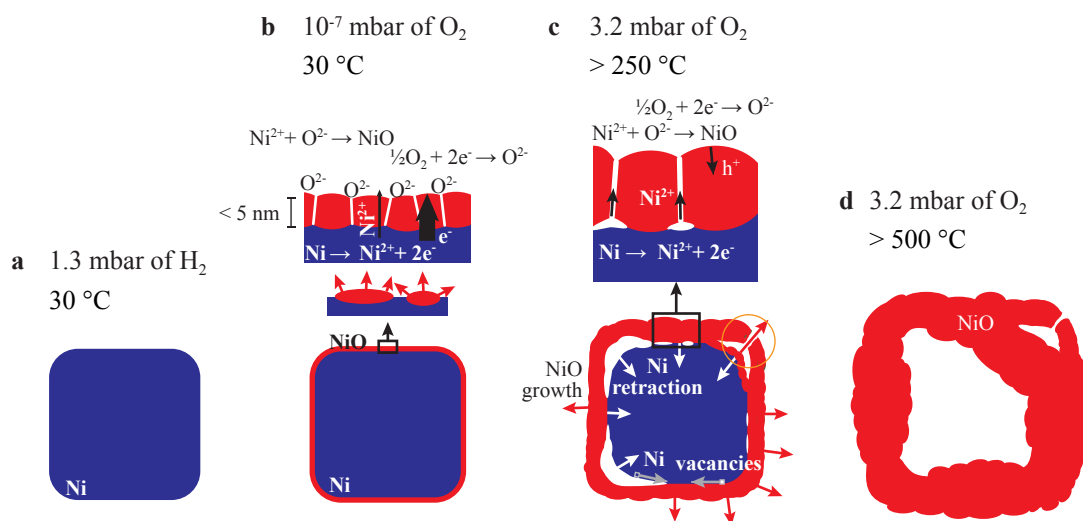 a 1.3 mbar of H₂
30 °C
Ni
b 10⁻⁷ mbar of O₂
30 °C
Ni²⁺ + O²⁻ → NiO
½O₂ + 2e⁻ → O²⁻
O²⁻ O²⁻ O²⁻ O²⁻
< 5 nm
Ni²⁺
e⁻
Ni → Ni²⁺ + 2e⁻
NiO
Ni
c 3.2 mbar of O₂
> 250 °C
½O₂ + 2e⁻ → O²⁻
Ni²⁺ + O²⁻ → NiO
h⁺
Ni²⁺
Ni → Ni²⁺ + 2e⁻
NiO
growth
Ni
retraction
Ni
vacancies
d 3.2 mbar of O₂
> 500 °C
NiO